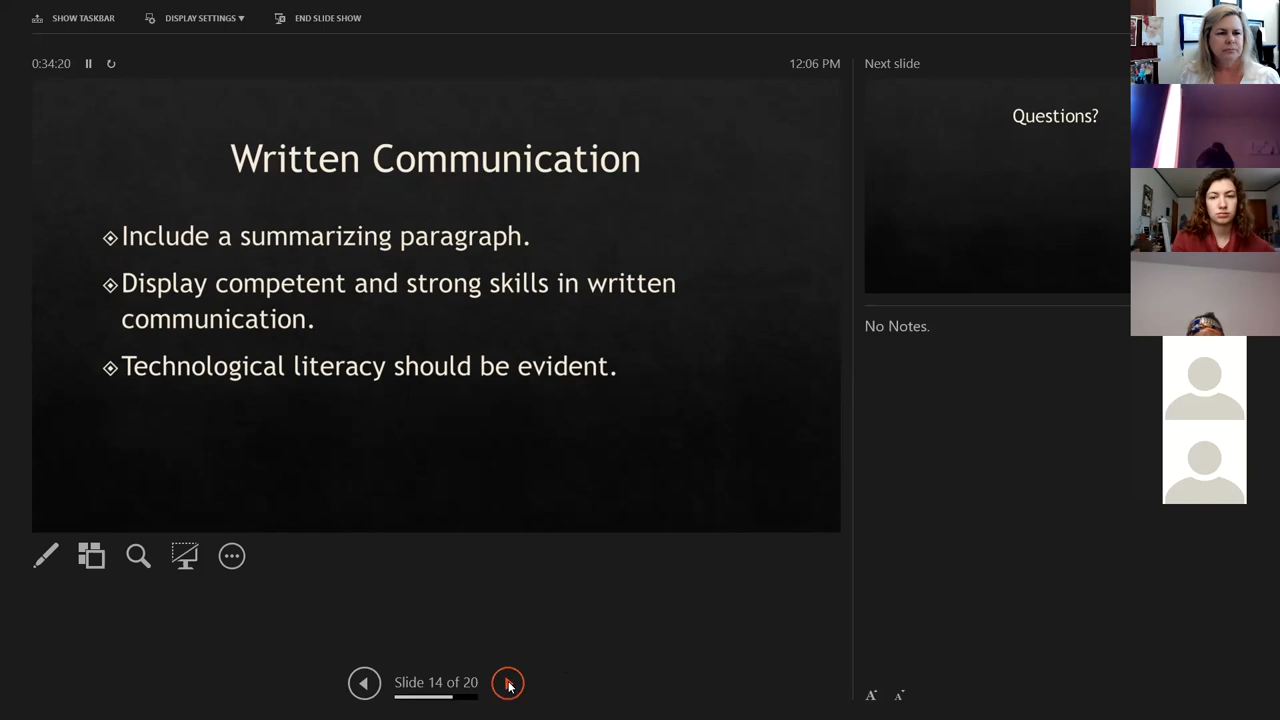 SHOW TASKBAR
DISPLAY SETTINGS ▼
END SLIDE SHOW
0:34:20
12:06 PM
Written Communication
Include a summarizing paragraph.
Display competent and strong skills in written
communication.
Technological literacy should be evident.
Slide 14 of 20
Next slide
Questions?
No Notes.
A
A